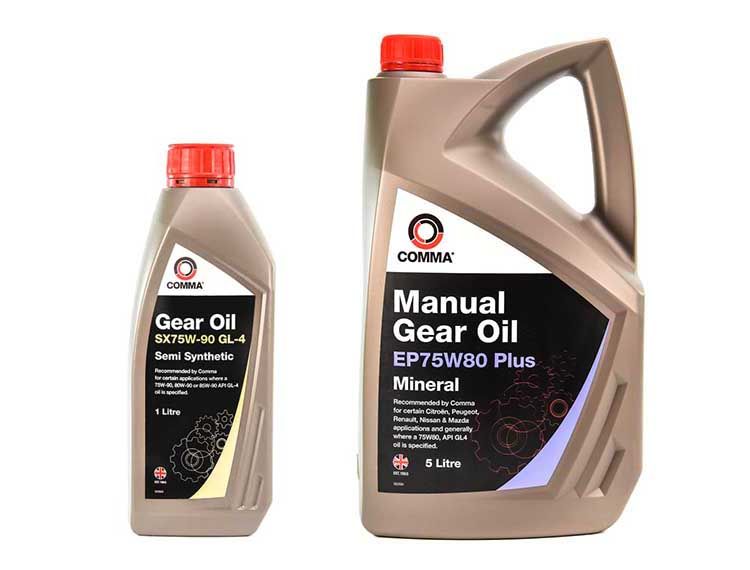 COMMA
Gear Oil
SX75W-90 GL-4
Semi Synthetic
Recommended by Comma
for certain applications where a
75W-90, 80W-90 or 85W-90 API GL-4
oil is specified.
1 Litre
COMMA
Manual
Gear Oil
EP75W80 Plus
Mineral
Recommended by Comma
for certain Citroën, Peugeot,
Renault, Nissan & Mazda
applications and generally
where a 75W80, API GL4
oil is specified.
5 Litre